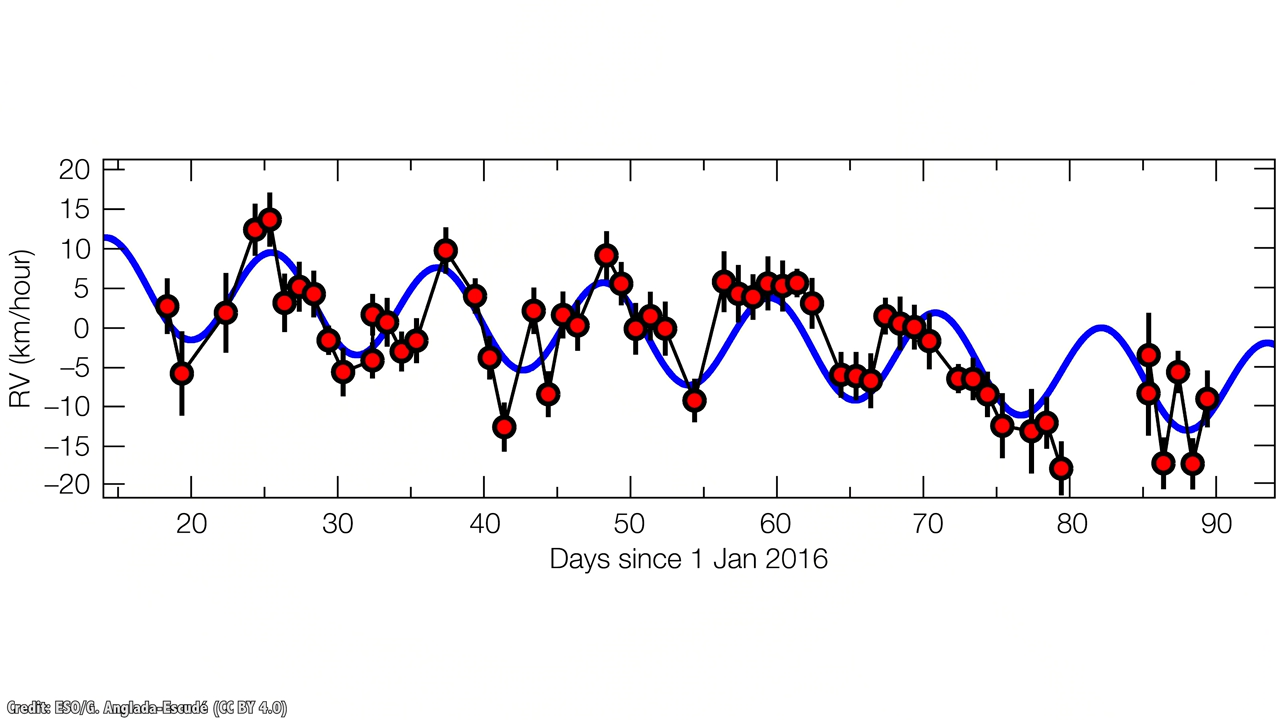 20
15
10
5
0
−5
−10
−15
−20
RV (km/hour)
20 30 40 50 60 70 80 90
Days since 1 Jan 2016
Credit: ESO/G. Anglada-Escudé (CC BY 4.0)